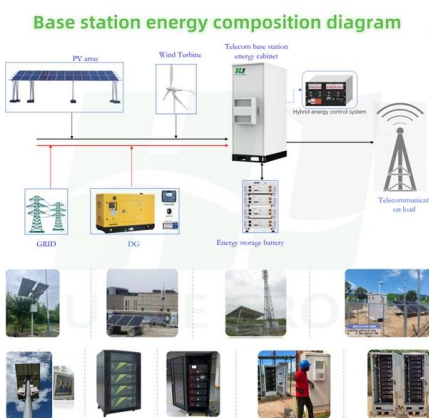 Base station energy composition diagram
PV array
Wind Turbine
Telecom base station
energy cabinet
Hybrid energy control system
Telecommunicati
on load
GRID
DG
Energy storage battery